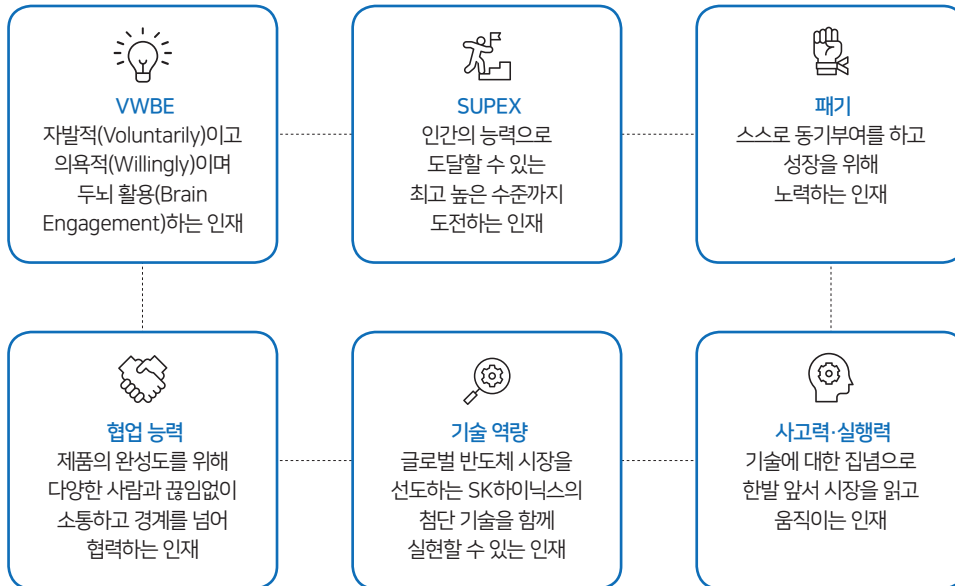 VWBE
자발적(Voluntarily)이고
의욕적(Willingly)이며
두뇌 활용(Brain
Engagement)하는 인재
SUPEX
인간의 능력으로
도달할 수 있는
최고 높은 수준까지
도전하는 인재
패기
스스로 동기부여를 하고
성장을 위해
노력하는 인재
협업 능력
제품의 완성도를 위해
다양한 사람과 끊임없이
소통하고 경계를 넘어
협력하는 인재
기술 역량
글로벌 반도체 시장을
선도하는 SK하이닉스의
첨단 기술을 함께
실현할 수 있는 인재
사고력·실행력
기술에 대한 집념으로
한발 앞서 시장을 읽고
움직이는 인재